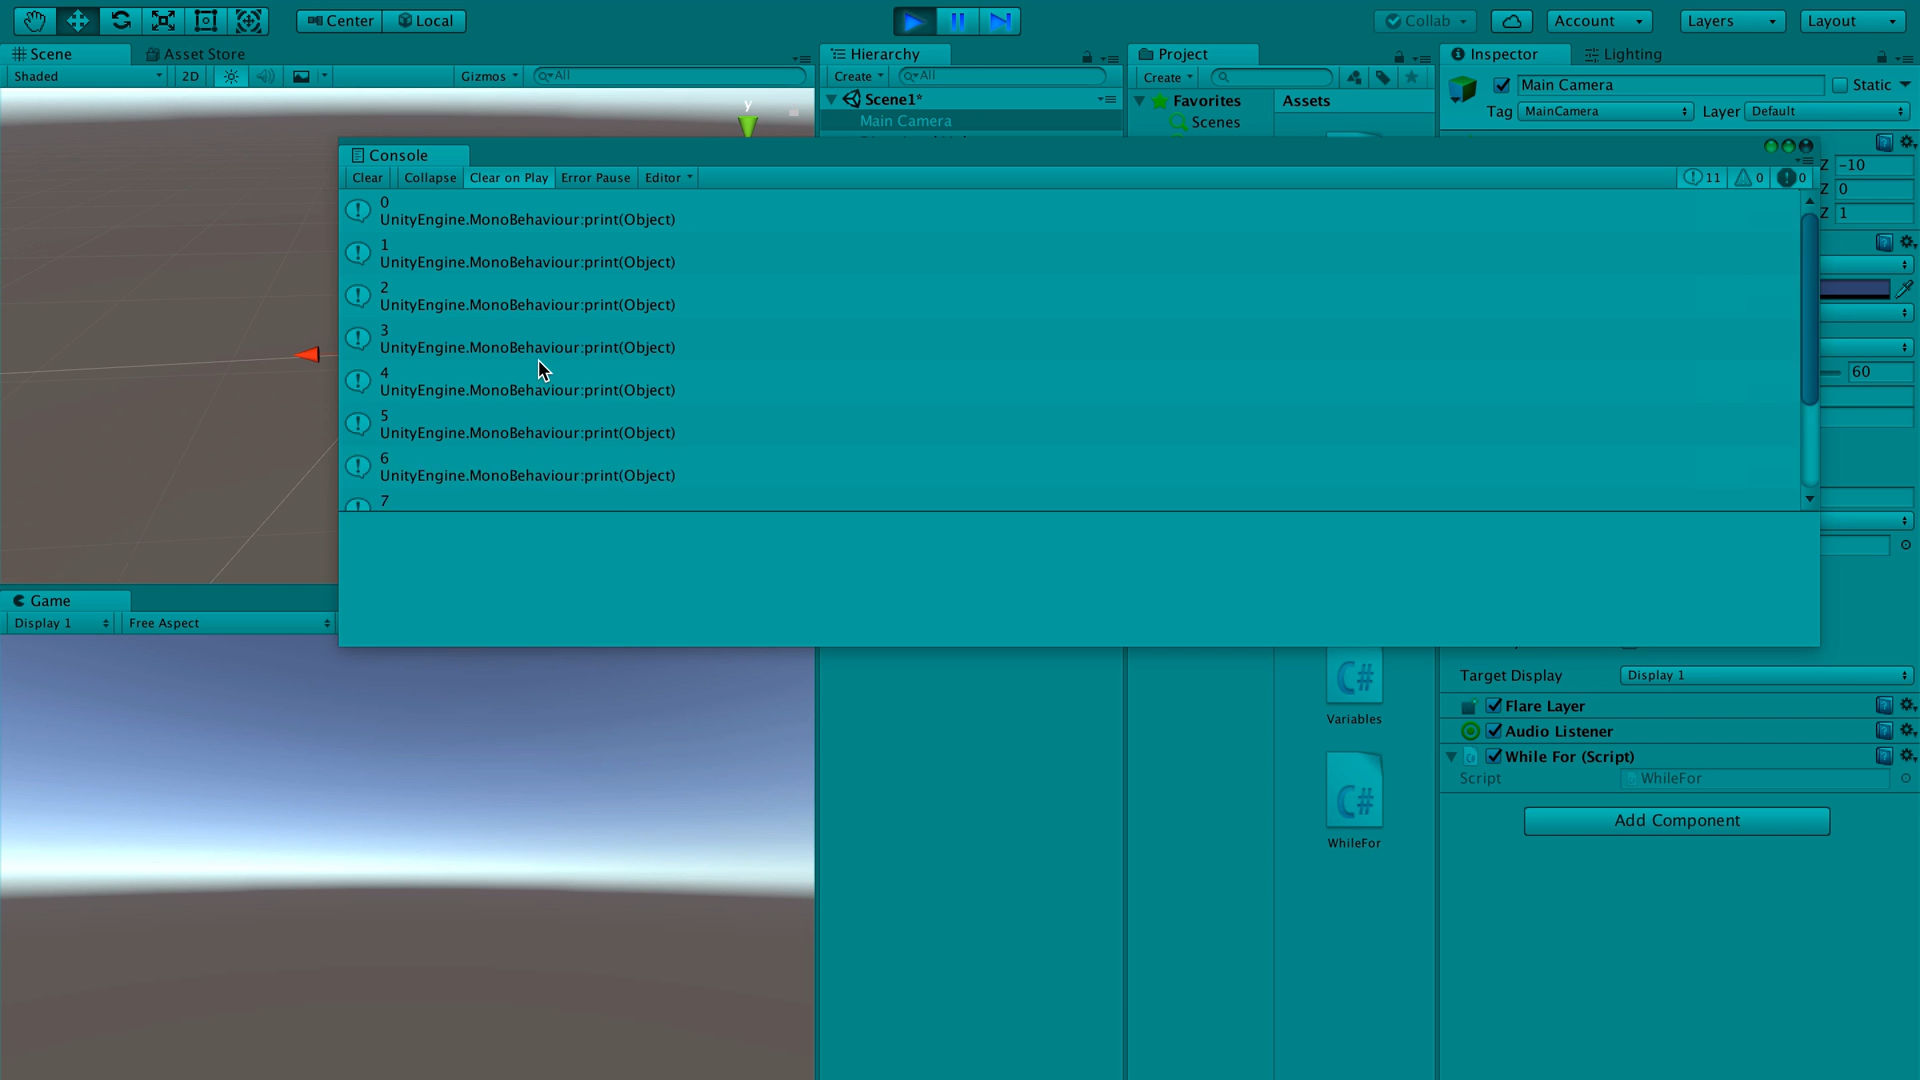 Center Local Collab Account Layers Layout
Scene Asset Store Hierarchy Project Inspector Lighting
Shaded 2D Gizmos All Create All Create
Main Camera Static
Scene1* Favorites Assets
Tag MainCamera Layer Default
Main Camera Scenes
Console
Clear Collapse Clear on Play Error Pause Editor 11 0 0
Z -10
Z 0
Z 1
0
UnityEngine.MonoBehaviour:print(Object)
1
UnityEngine.MonoBehaviour:print(Object)
2
UnityEngine.MonoBehaviour:print(Object)
3
UnityEngine.MonoBehaviour:print(Object)
4
UnityEngine.MonoBehaviour:print(Object)
5
UnityEngine.MonoBehaviour:print(Object)
6
UnityEngine.MonoBehaviour:print(Object)
7
y
60
Game
Display 1 Free Aspect
C#
Variables
C#
WhileFor
Target Display Display 1
Flare Layer
Audio Listener
While For (Script)
Script WhileFor
Add Component